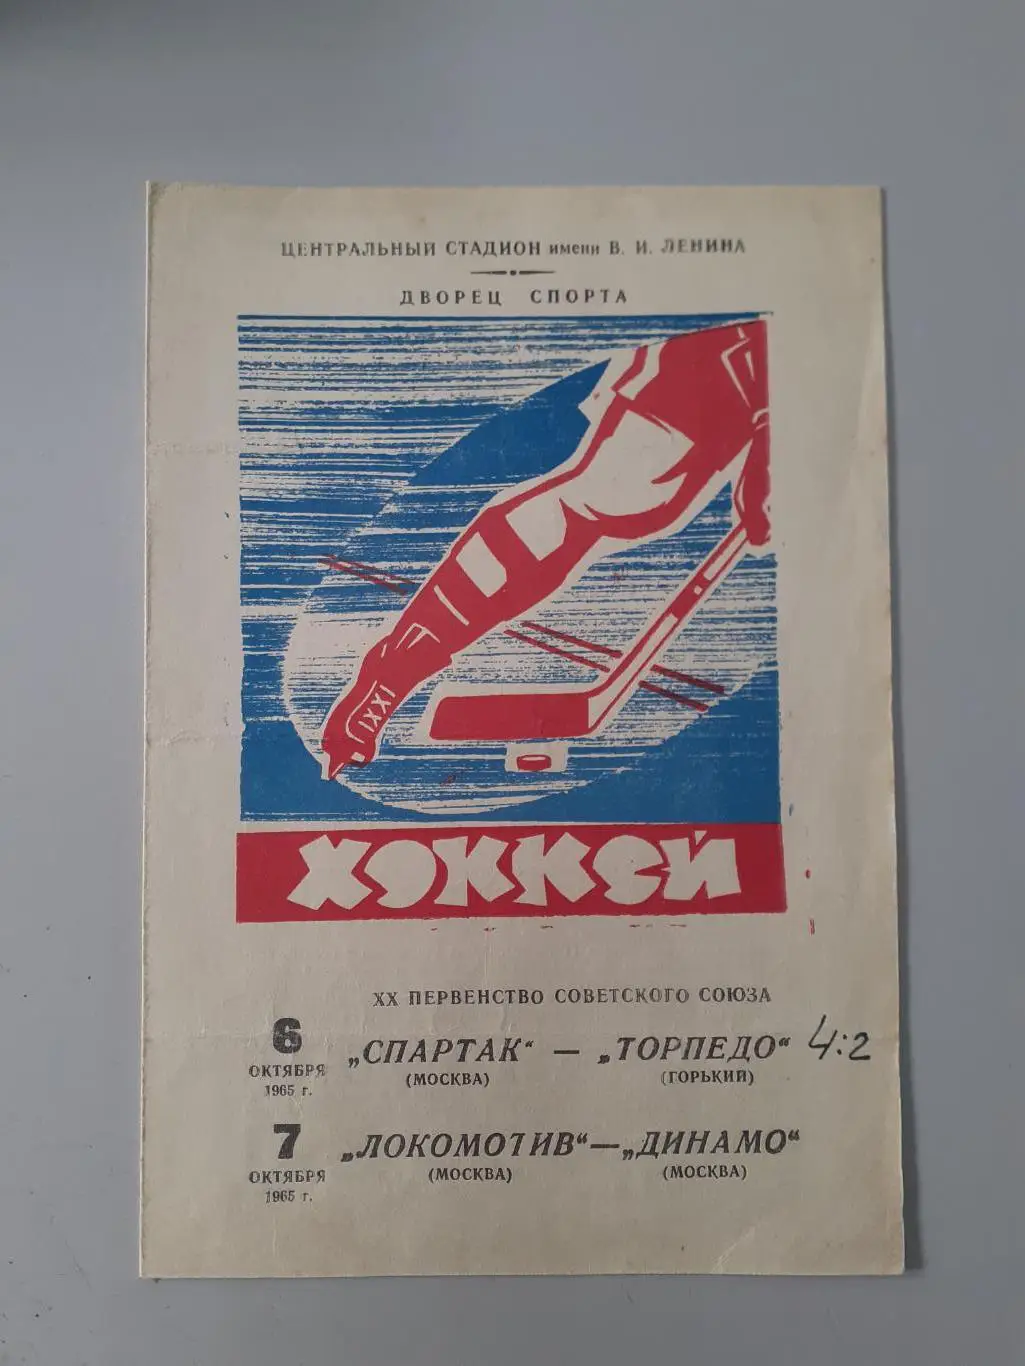 ЦЕНТРАЛЬНЫЙ СТАДИОН имени В. И. ЛЕНИНА
ДВОРЕЦ СПОРТА
ХОККЕЙ
XX ПЕРВЕНСТВО СОВЕТСКОГО СОЮЗА
6 ОКТЯБРЯ 1965 г.
„СПАРТАК“ — „ТОРПЕДО“ 4:2
(МОСКВА) (ГОРЬКИЙ)
7 ОКТЯБРЯ 1965 г.
„ЛОКОМОТИВ“ — „ДИНАМО“
(МОСКВА) (МОСКВА)